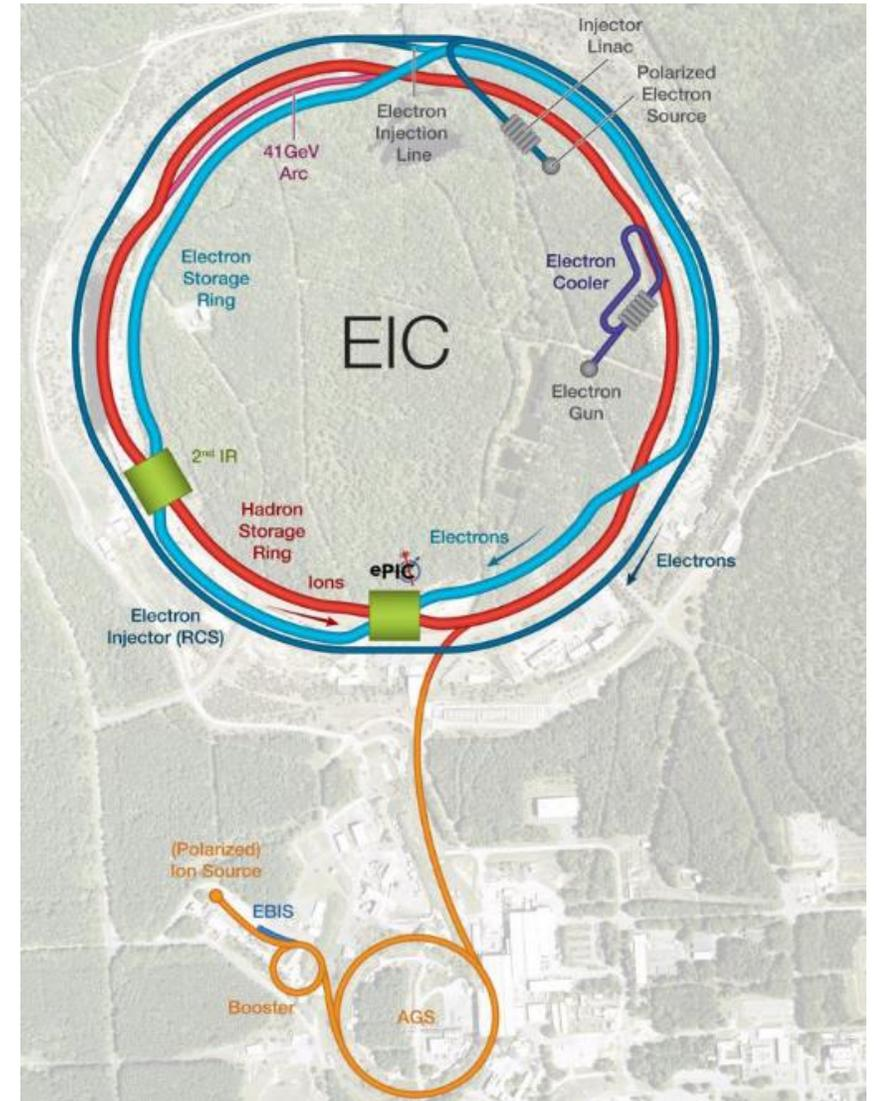 Injector
Linac
Polarized
Electron
Source
Electron
Injection
Line
41GeV
Arc
Electron
Storage
Ring
Electron
Cooler
EIC
Electron
Gun
2nd IR
Hadron
Storage
Ring
Electrons
ePIC
Electrons
Ions
Electron
Injector (RCS)
(Polarized)
Ion Source
EBIS
Booster
AGS